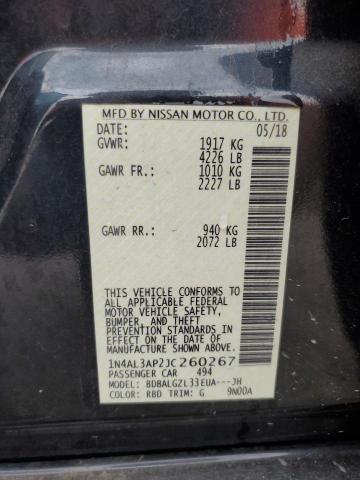 MFD BY NISSAN MOTOR CO., LTD.
DATE: 05/18
GVWR: 1917 KG
4226 LB
GAWR FR.: 1010 KG
2227 LB
GAWR RR.: 940 KG
2072 LB
THIS VEHICLE CONFORMS TO
ALL APPLICABLE FEDERAL
MOTOR VEHICLE SAFETY,
BUMPER, AND THEFT
PREVENTION STANDARDS IN
EFFECT ON THE DATE OF
MANUFACTURE SHOWN ABOVE.
1N4AL3AP2JC260267
PASSENGER CAR 494
MODEL: BDBALGZL33EUA---JH
COLOR: RBD TRIM: G 9N00A